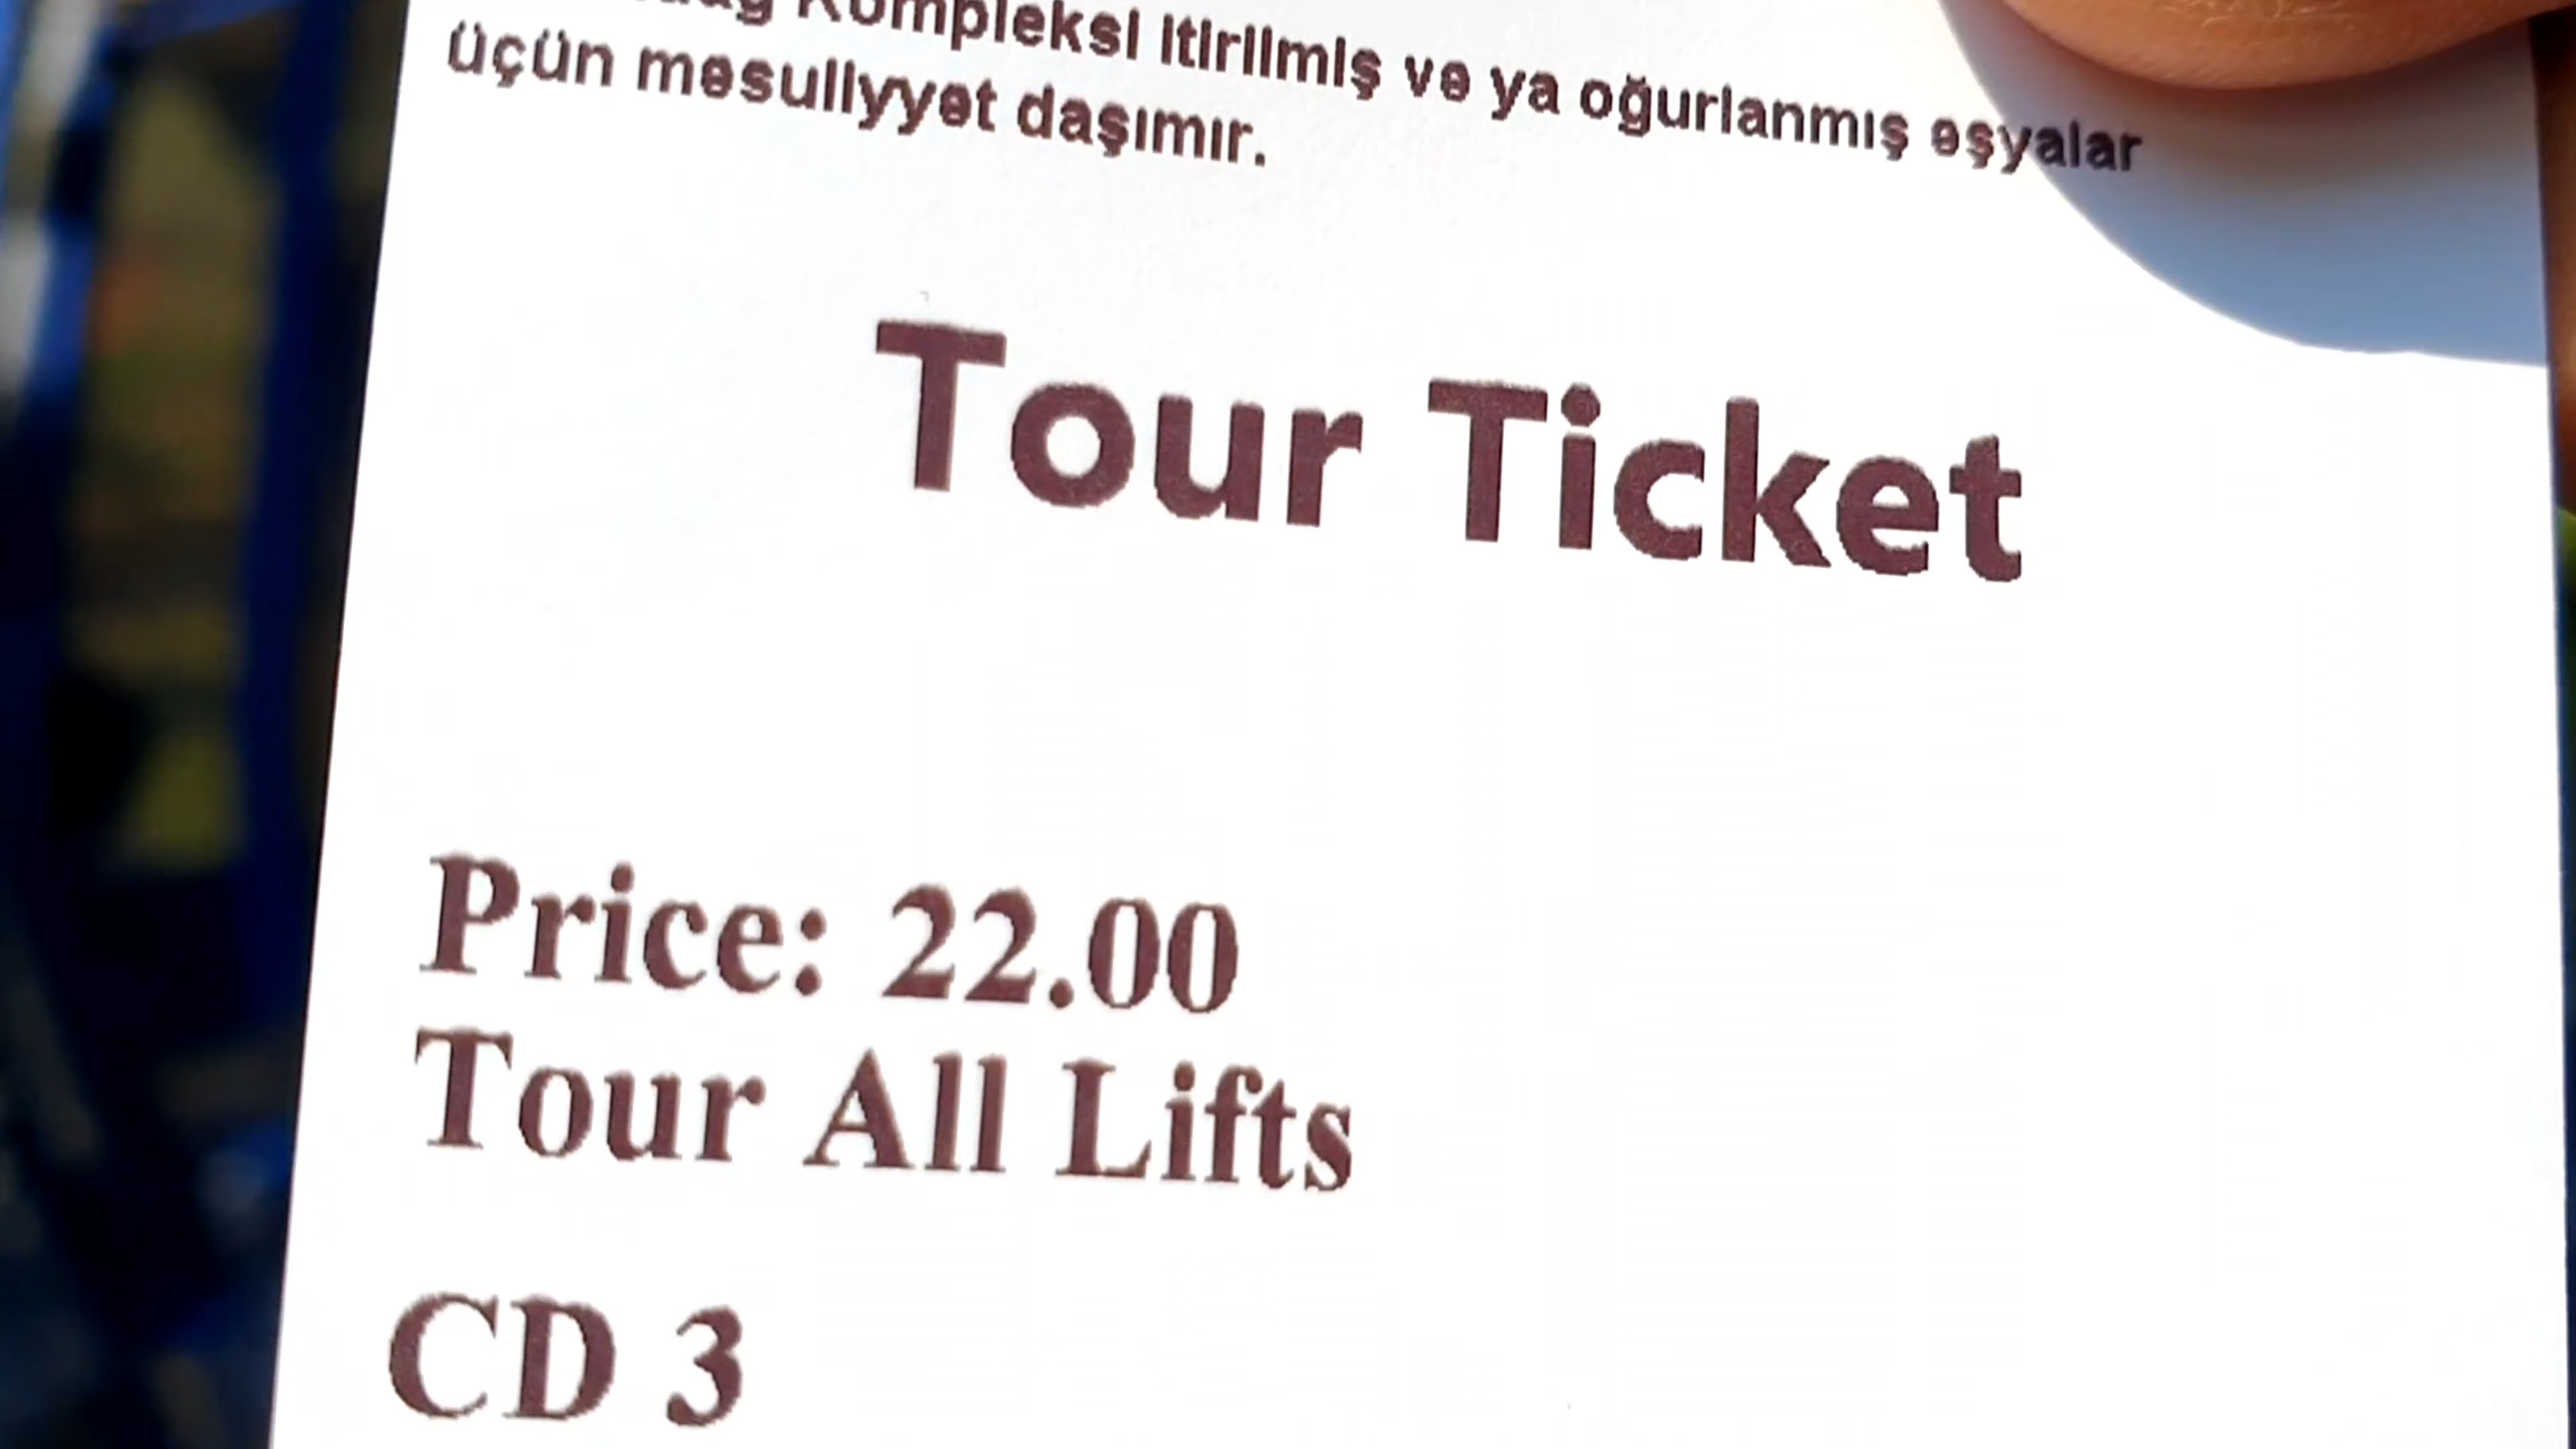 Kompleksi itirilmiş və ya oğurlanmış əşyalar
üçün məsuliyyət daşımır.
Tour Ticket
Price: 22.00
Tour All Lifts
CD 3